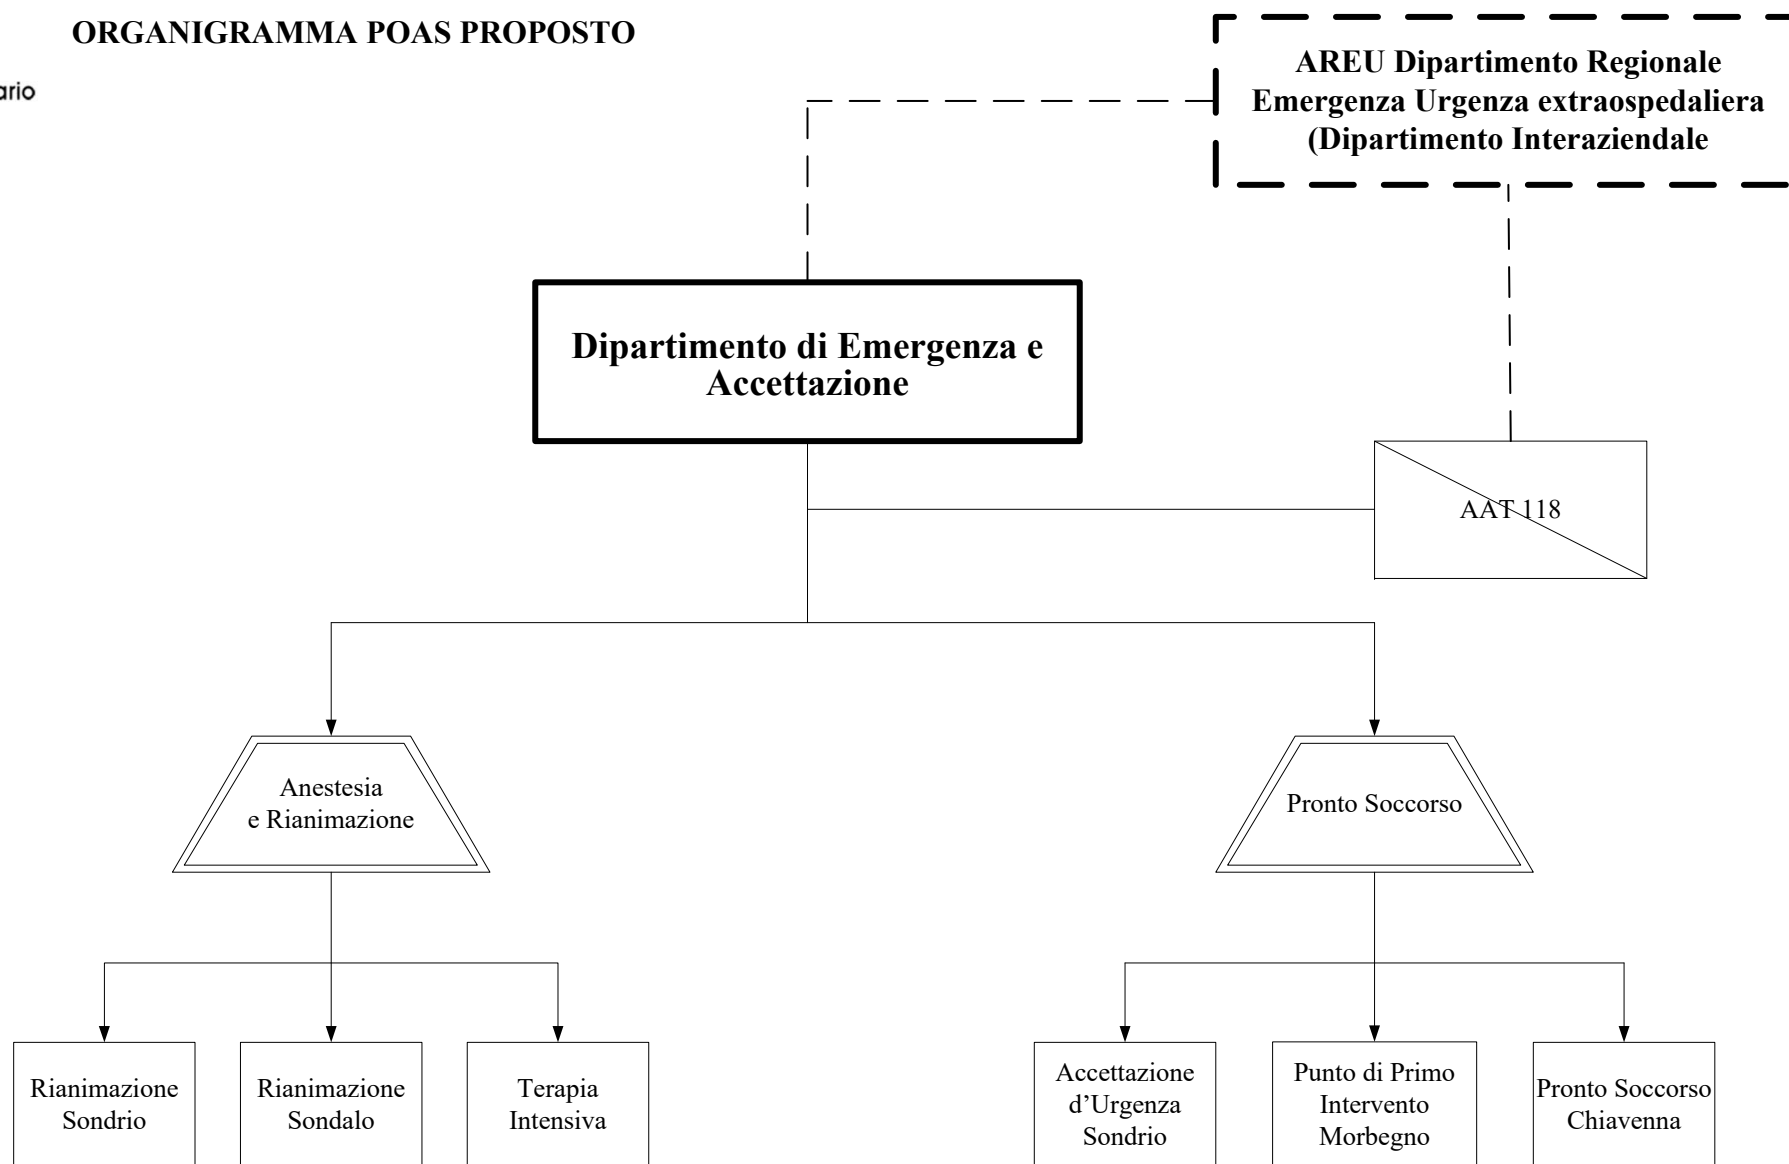 ORGANIGRAMMA POAS PROPOSTO
AREU Dipartimento Regionale
Emergenza Urgenza extraospedaliera
(Dipartimento Interaziendale
Dipartimento di Emergenza e
Accettazione
AAT 118
Anestesia
e Rianimazione
Pronto Soccorso
Rianimazione
Sondrio
Rianimazione
Sondalo
Terapia
Intensiva
Accettazione
d’Urgenza
Sondrio
Punto di Primo
Intervento
Morbegno
Pronto Soccorso
Chiavenna